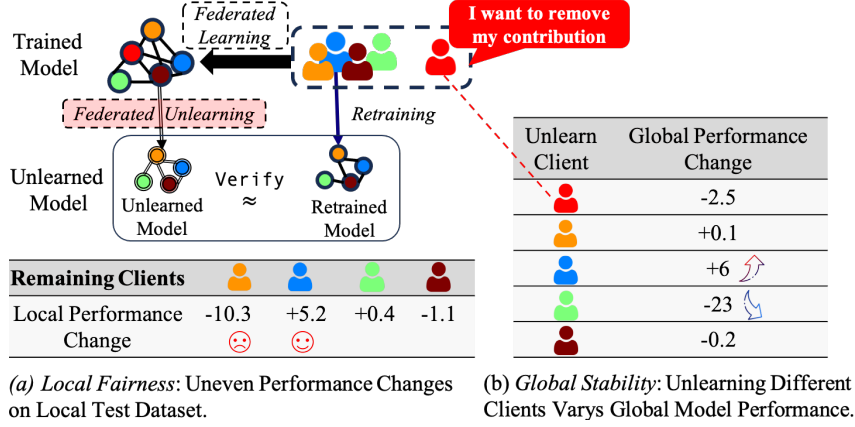 Trained
Model
Federated
Learning
I want to remove
my contribution
Federated Unlearning
Retraining
Unlearned
Model
Unlearned
Model
Verify
≈
Retrained
Model
Remaining Clients
Local Performance
Change
-10.3 +5.2 +0.4 -1.1
(a) Local Fairness: Uneven Performance Changes
on Local Test Dataset.
Unlearn
Client
Global Performance
Change
-2.5
+0.1
+6
-23
-0.2
(b) Global Stability: Unlearning Different
Clients Varys Global Model Performance.